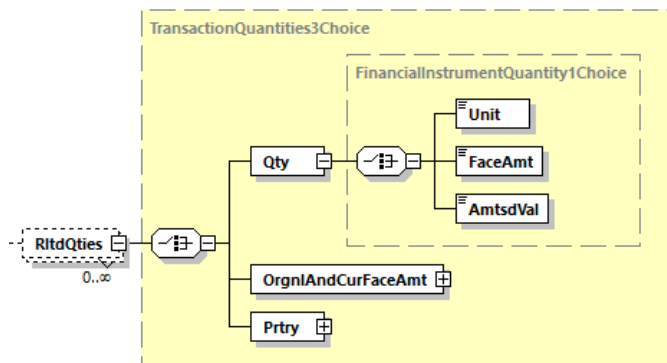 TransactionQuantities3Choice
FinancialInstrumentQuantity1Choice
Unit
Qty
FaceAmt
AmtsdVal
RltdQties
0..∞
OrgnlAndCurFaceAmt
Prtry